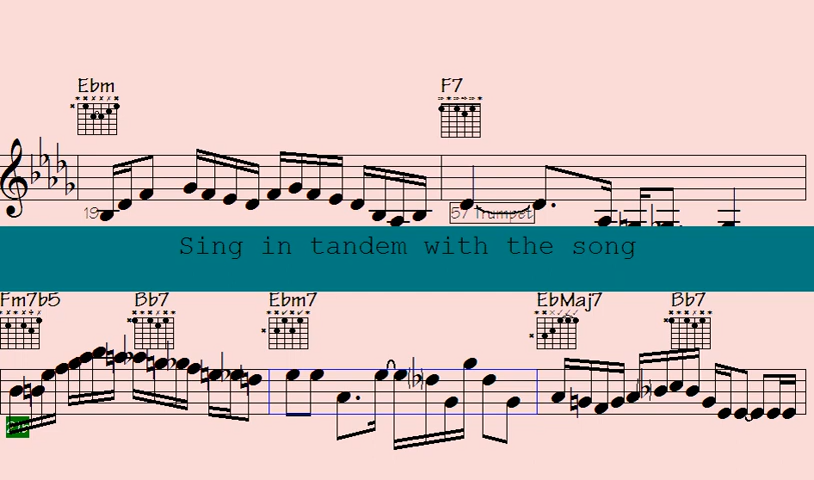 Ebm F7
19 57 Trumpet
Sing in tandem with the song
Fm7b5 Bb7 Ebm7 EbMaj7 Bb7